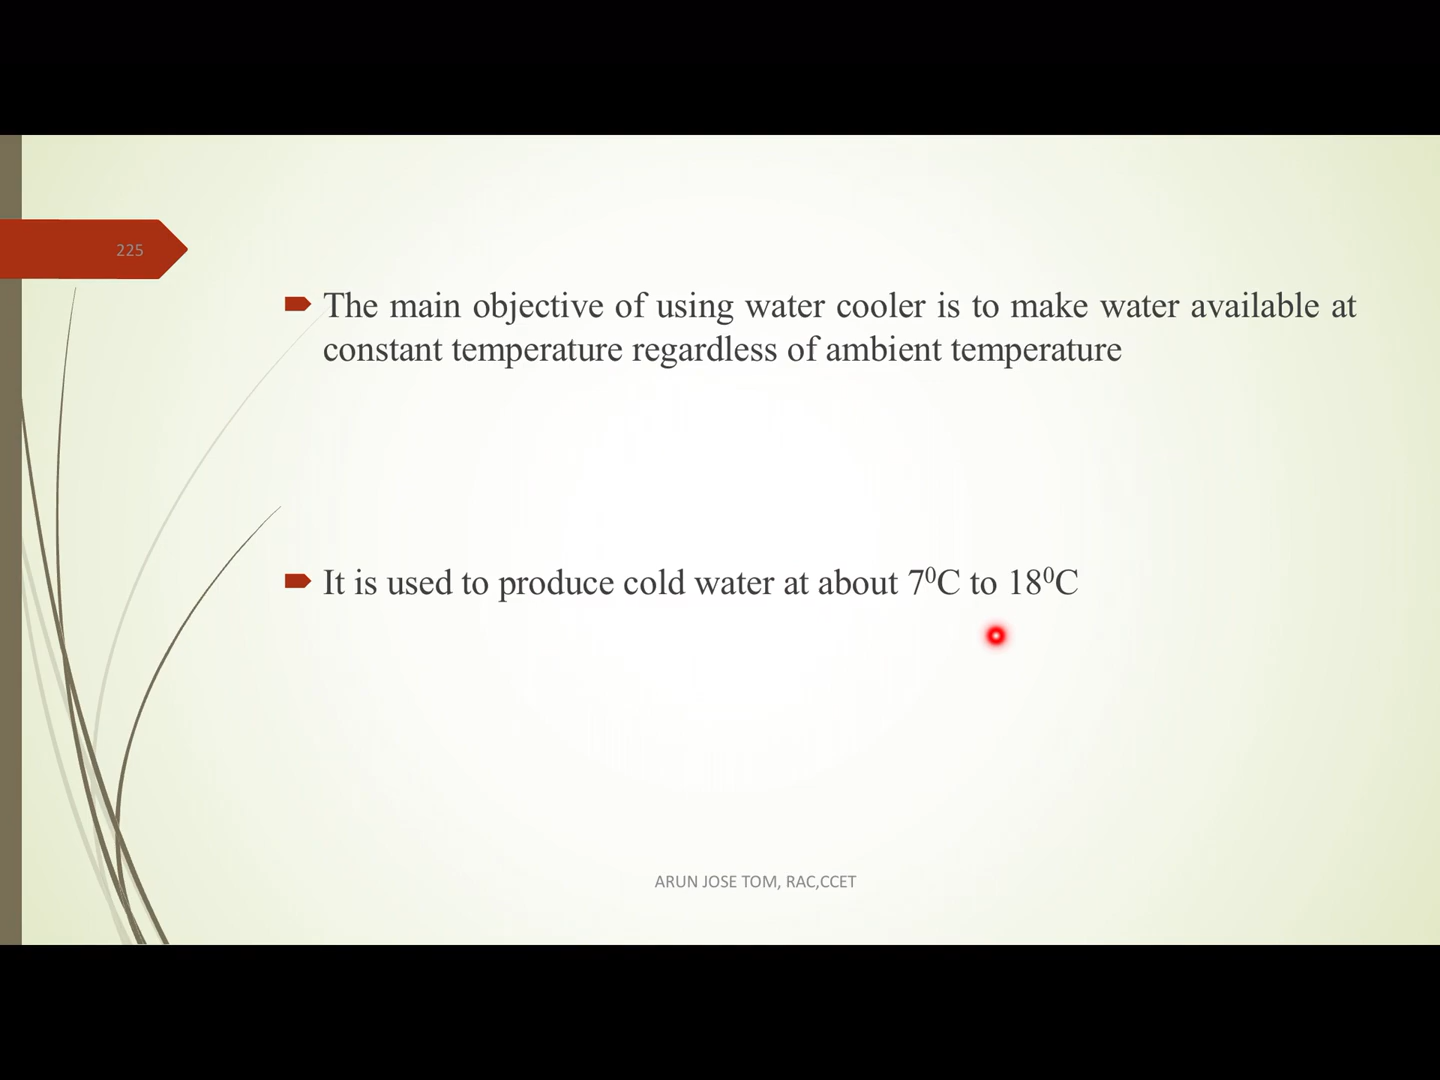 225
The main objective of using water cooler is to make water available at
constant temperature regardless of ambient temperature
It is used to produce cold water at about 7⁰C to 18⁰C
ARUN JOSE TOM, RAC,CCET